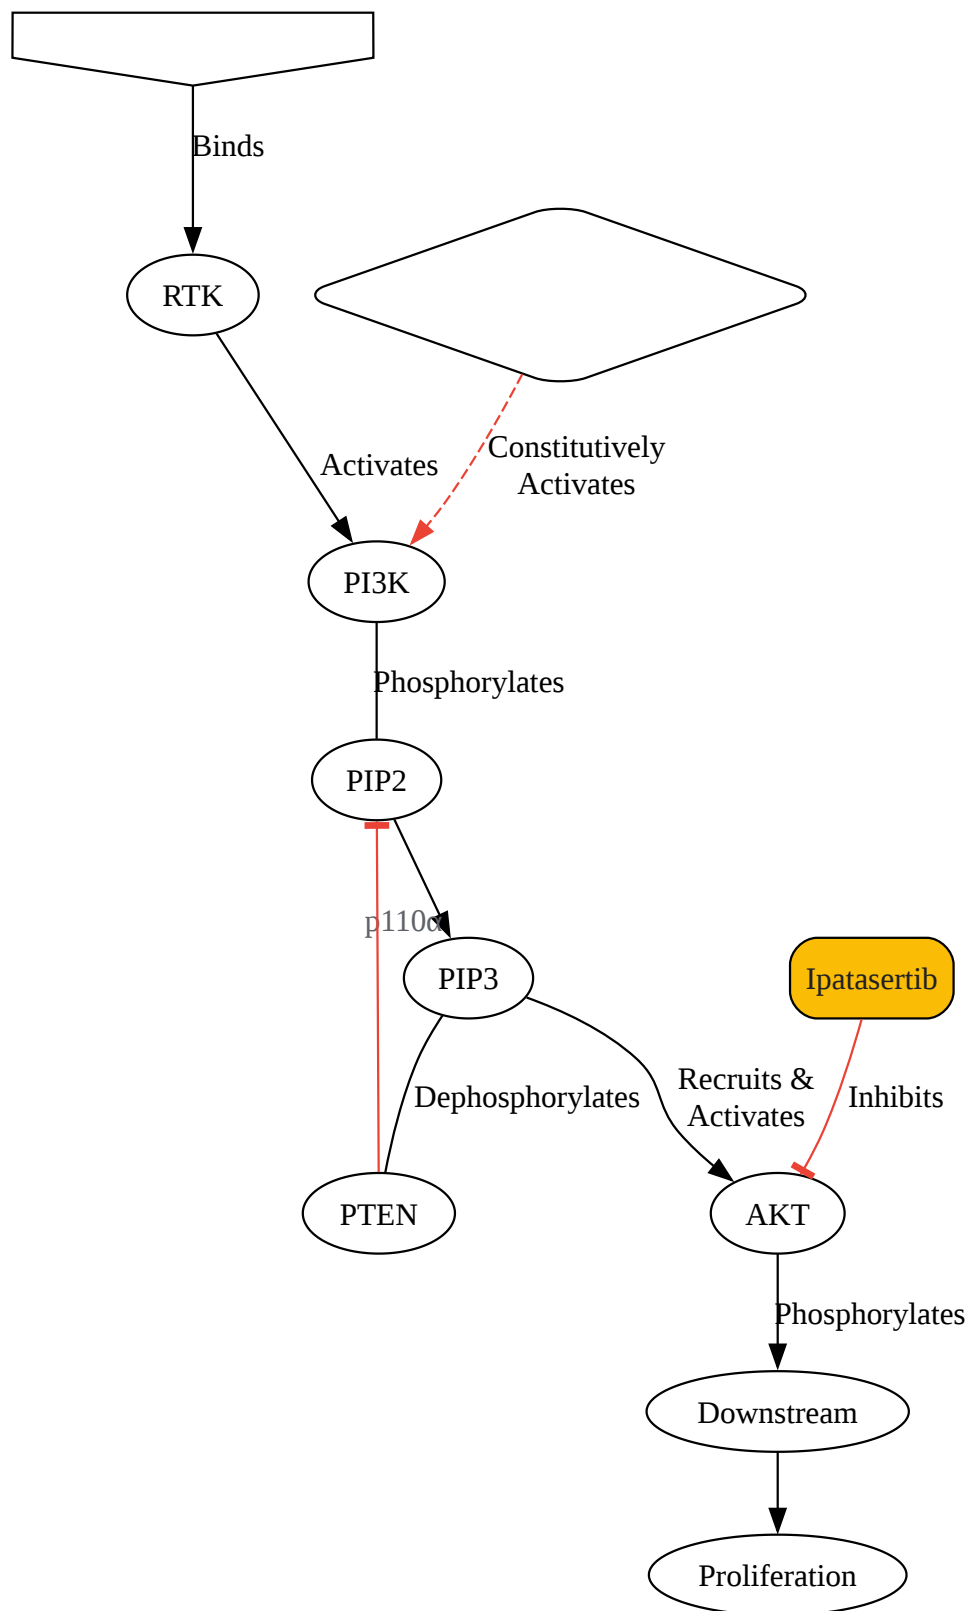 Binds
RTK
Activates
Constitutively
Activates
PI3K
Phosphorylates
PIP2
p110α
PIP3
Ipatasertib
Dephosphorylates
Recruits &
Activates
Inhibits
PTEN
AKT
Phosphorylates
Downstream
Proliferation